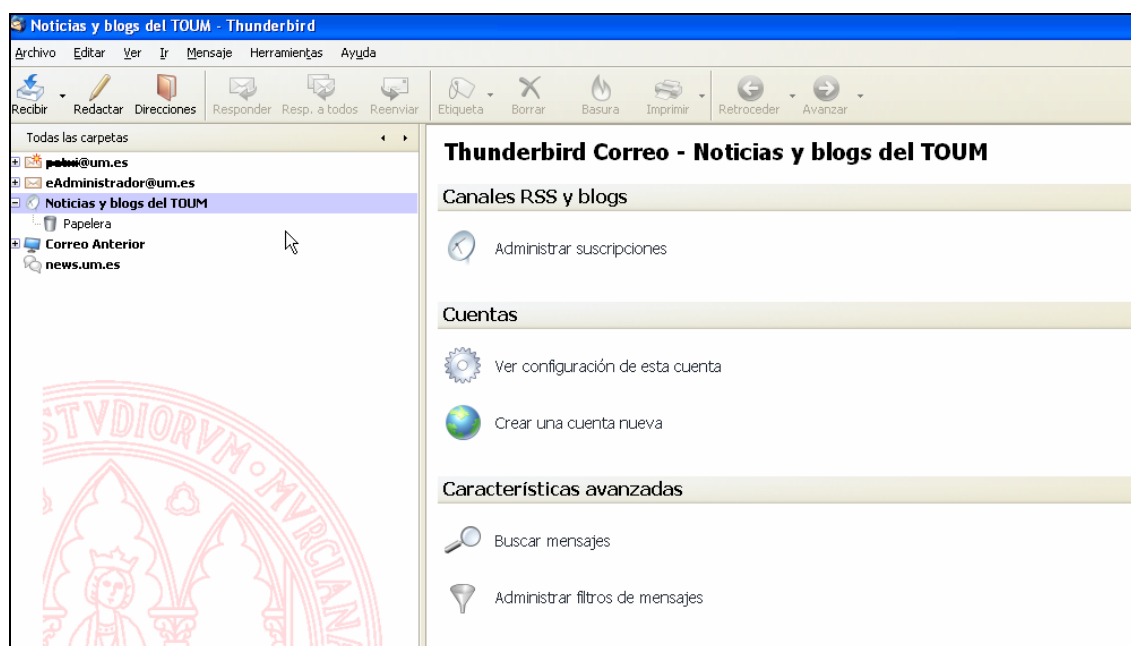 Noticias y blogs del TOUM - Thunderbird
Archivo Editar Ver Ir Mensaje Herramientas Ayuda
Recibir Redactar Direcciones Responder Resp. a todos Reenviar Etiqueta Borrar Basura Imprimir Retroceder Avanzar
Todas las carpetas
@um.es
eAdministrador@um.es
Noticias y blogs del TOUM
Papelera
Correo Anterior
news.um.es
STVDIORVM · MVRCIANA
Thunderbird Correo - Noticias y blogs del TOUM
Canales RSS y blogs
Administrar suscripciones
Cuentas
Ver configuración de esta cuenta
Crear una cuenta nueva
Características avanzadas
Buscar mensajes
Administrar filtros de mensajes